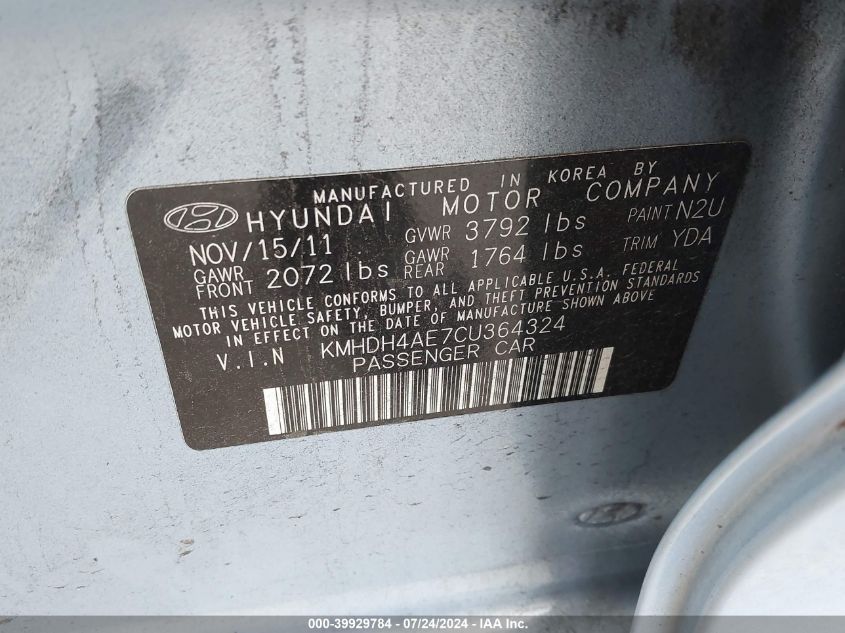 MANUFACTURED IN KOREA BY
HYUNDAI MOTOR COMPANY
NOV/15/11 GVWR 3792 lbs PAINT N2U
GAWR FRONT 2072 lbs GAWR REAR 1764 lbs TRIM YDA
THIS VEHICLE CONFORMS TO ALL APPLICABLE U.S.A. FEDERAL
MOTOR VEHICLE SAFETY, BUMPER, AND THEFT PREVENTION STANDARDS
IN EFFECT ON THE DATE OF MANUFACTURE SHOWN ABOVE
V.I.N KMHDH4AE7CU364324
PASSENGER CAR
000-39929784 - 07/24/2024 - IAA Inc.